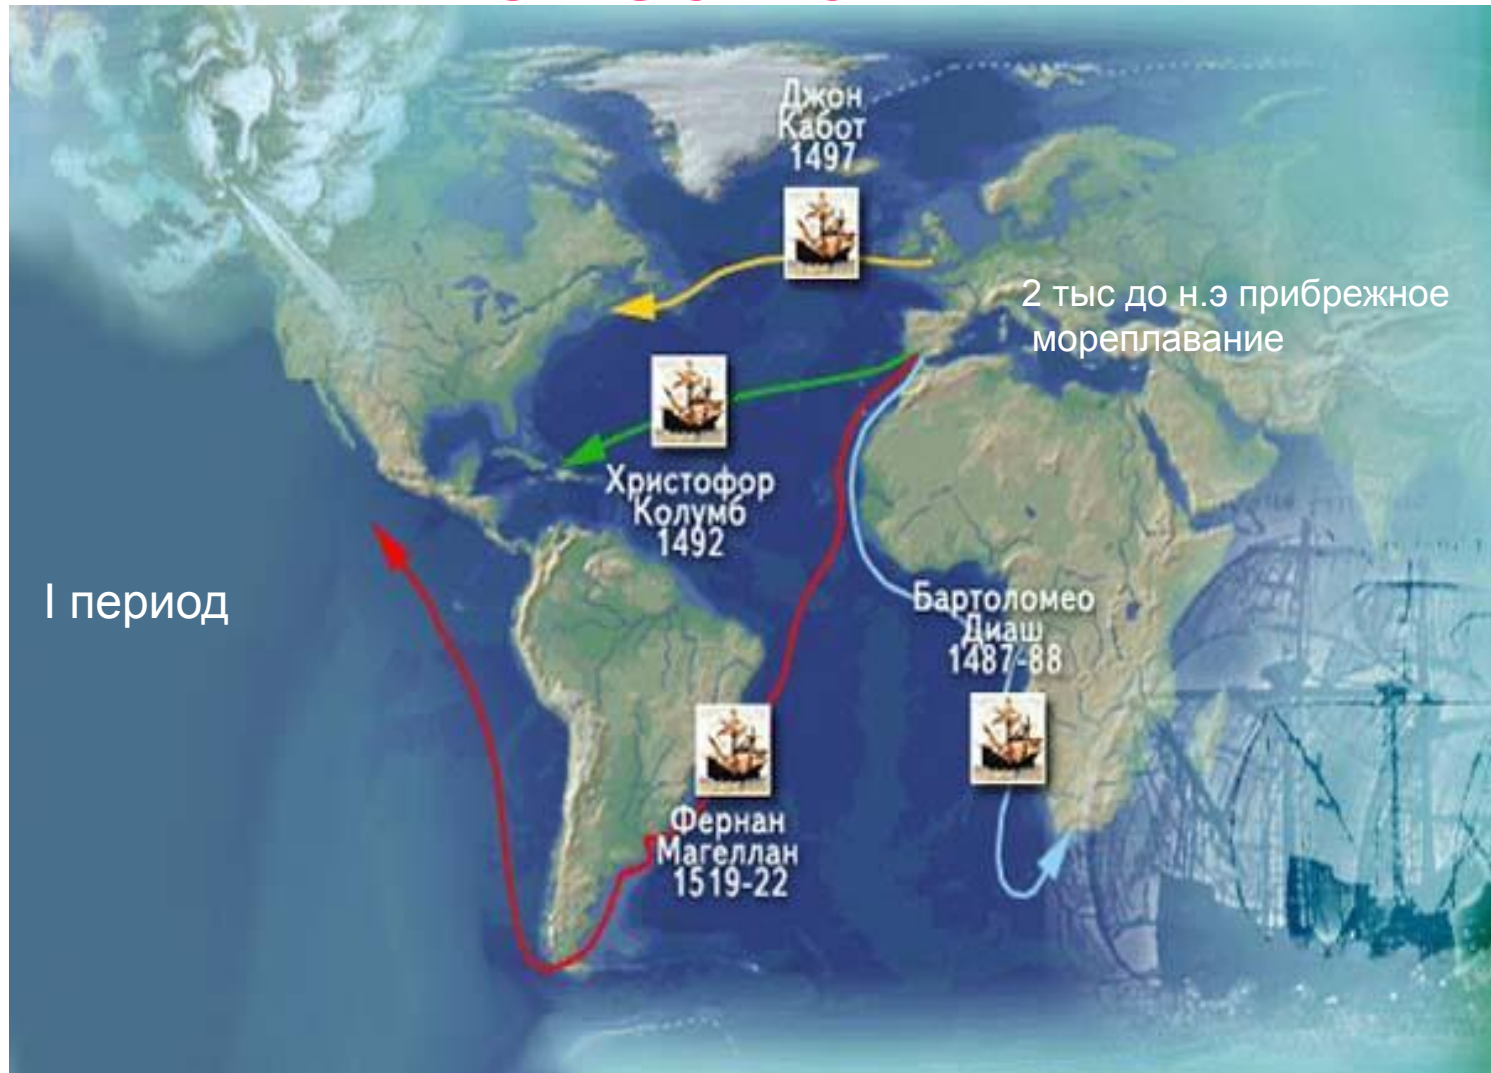 Джон
Кабот
1497
2 тыс до н.э прибрежное
мореплавание
Христофор
Колумб
1492
I период
Бартоломео
Диаш
1487-88
Фернан
Магеллан
1519-22